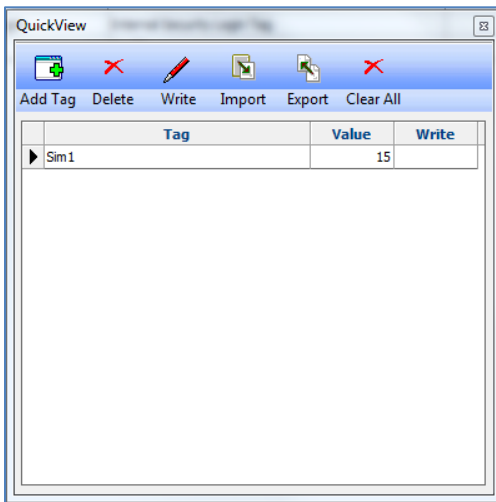 QuickView
Add Tag Delete Write Import Export Clear All
Tag Value Write
Sim1 15